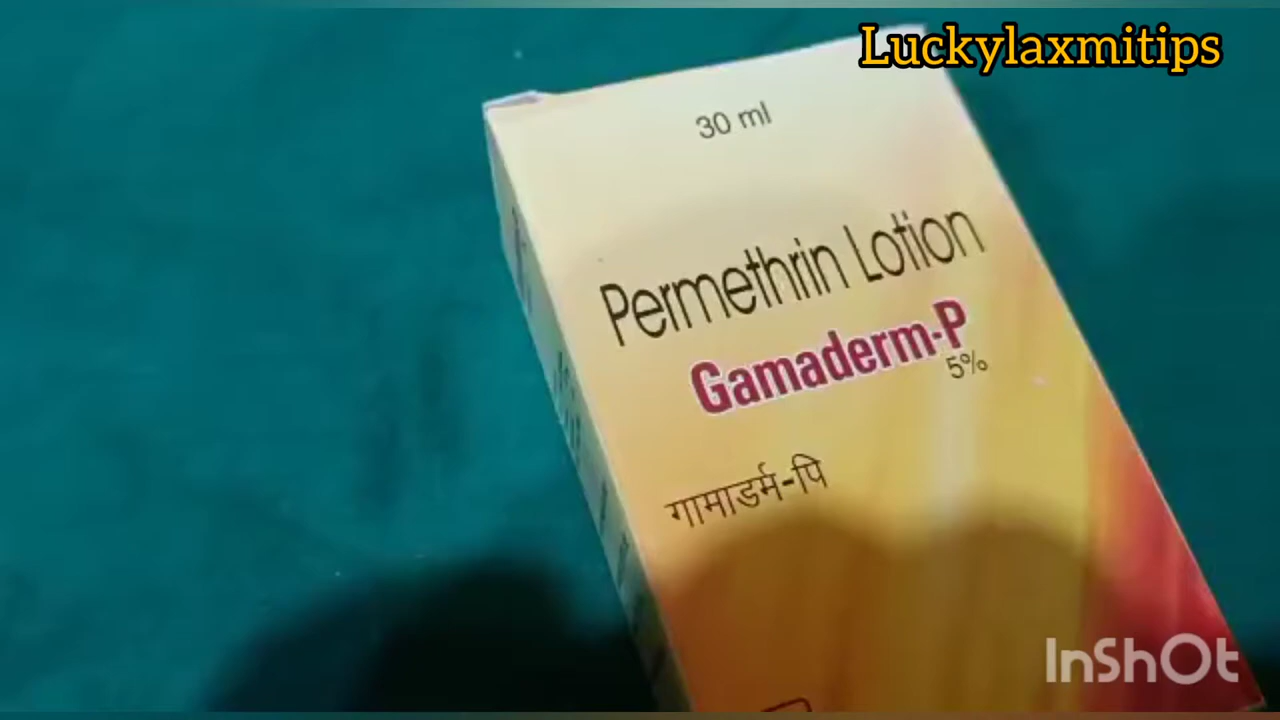 Luckylaxmitips
30 ml
Permethrin Lotion
Gamaderm-P
5%
गामाडर्म-पि
InShOt